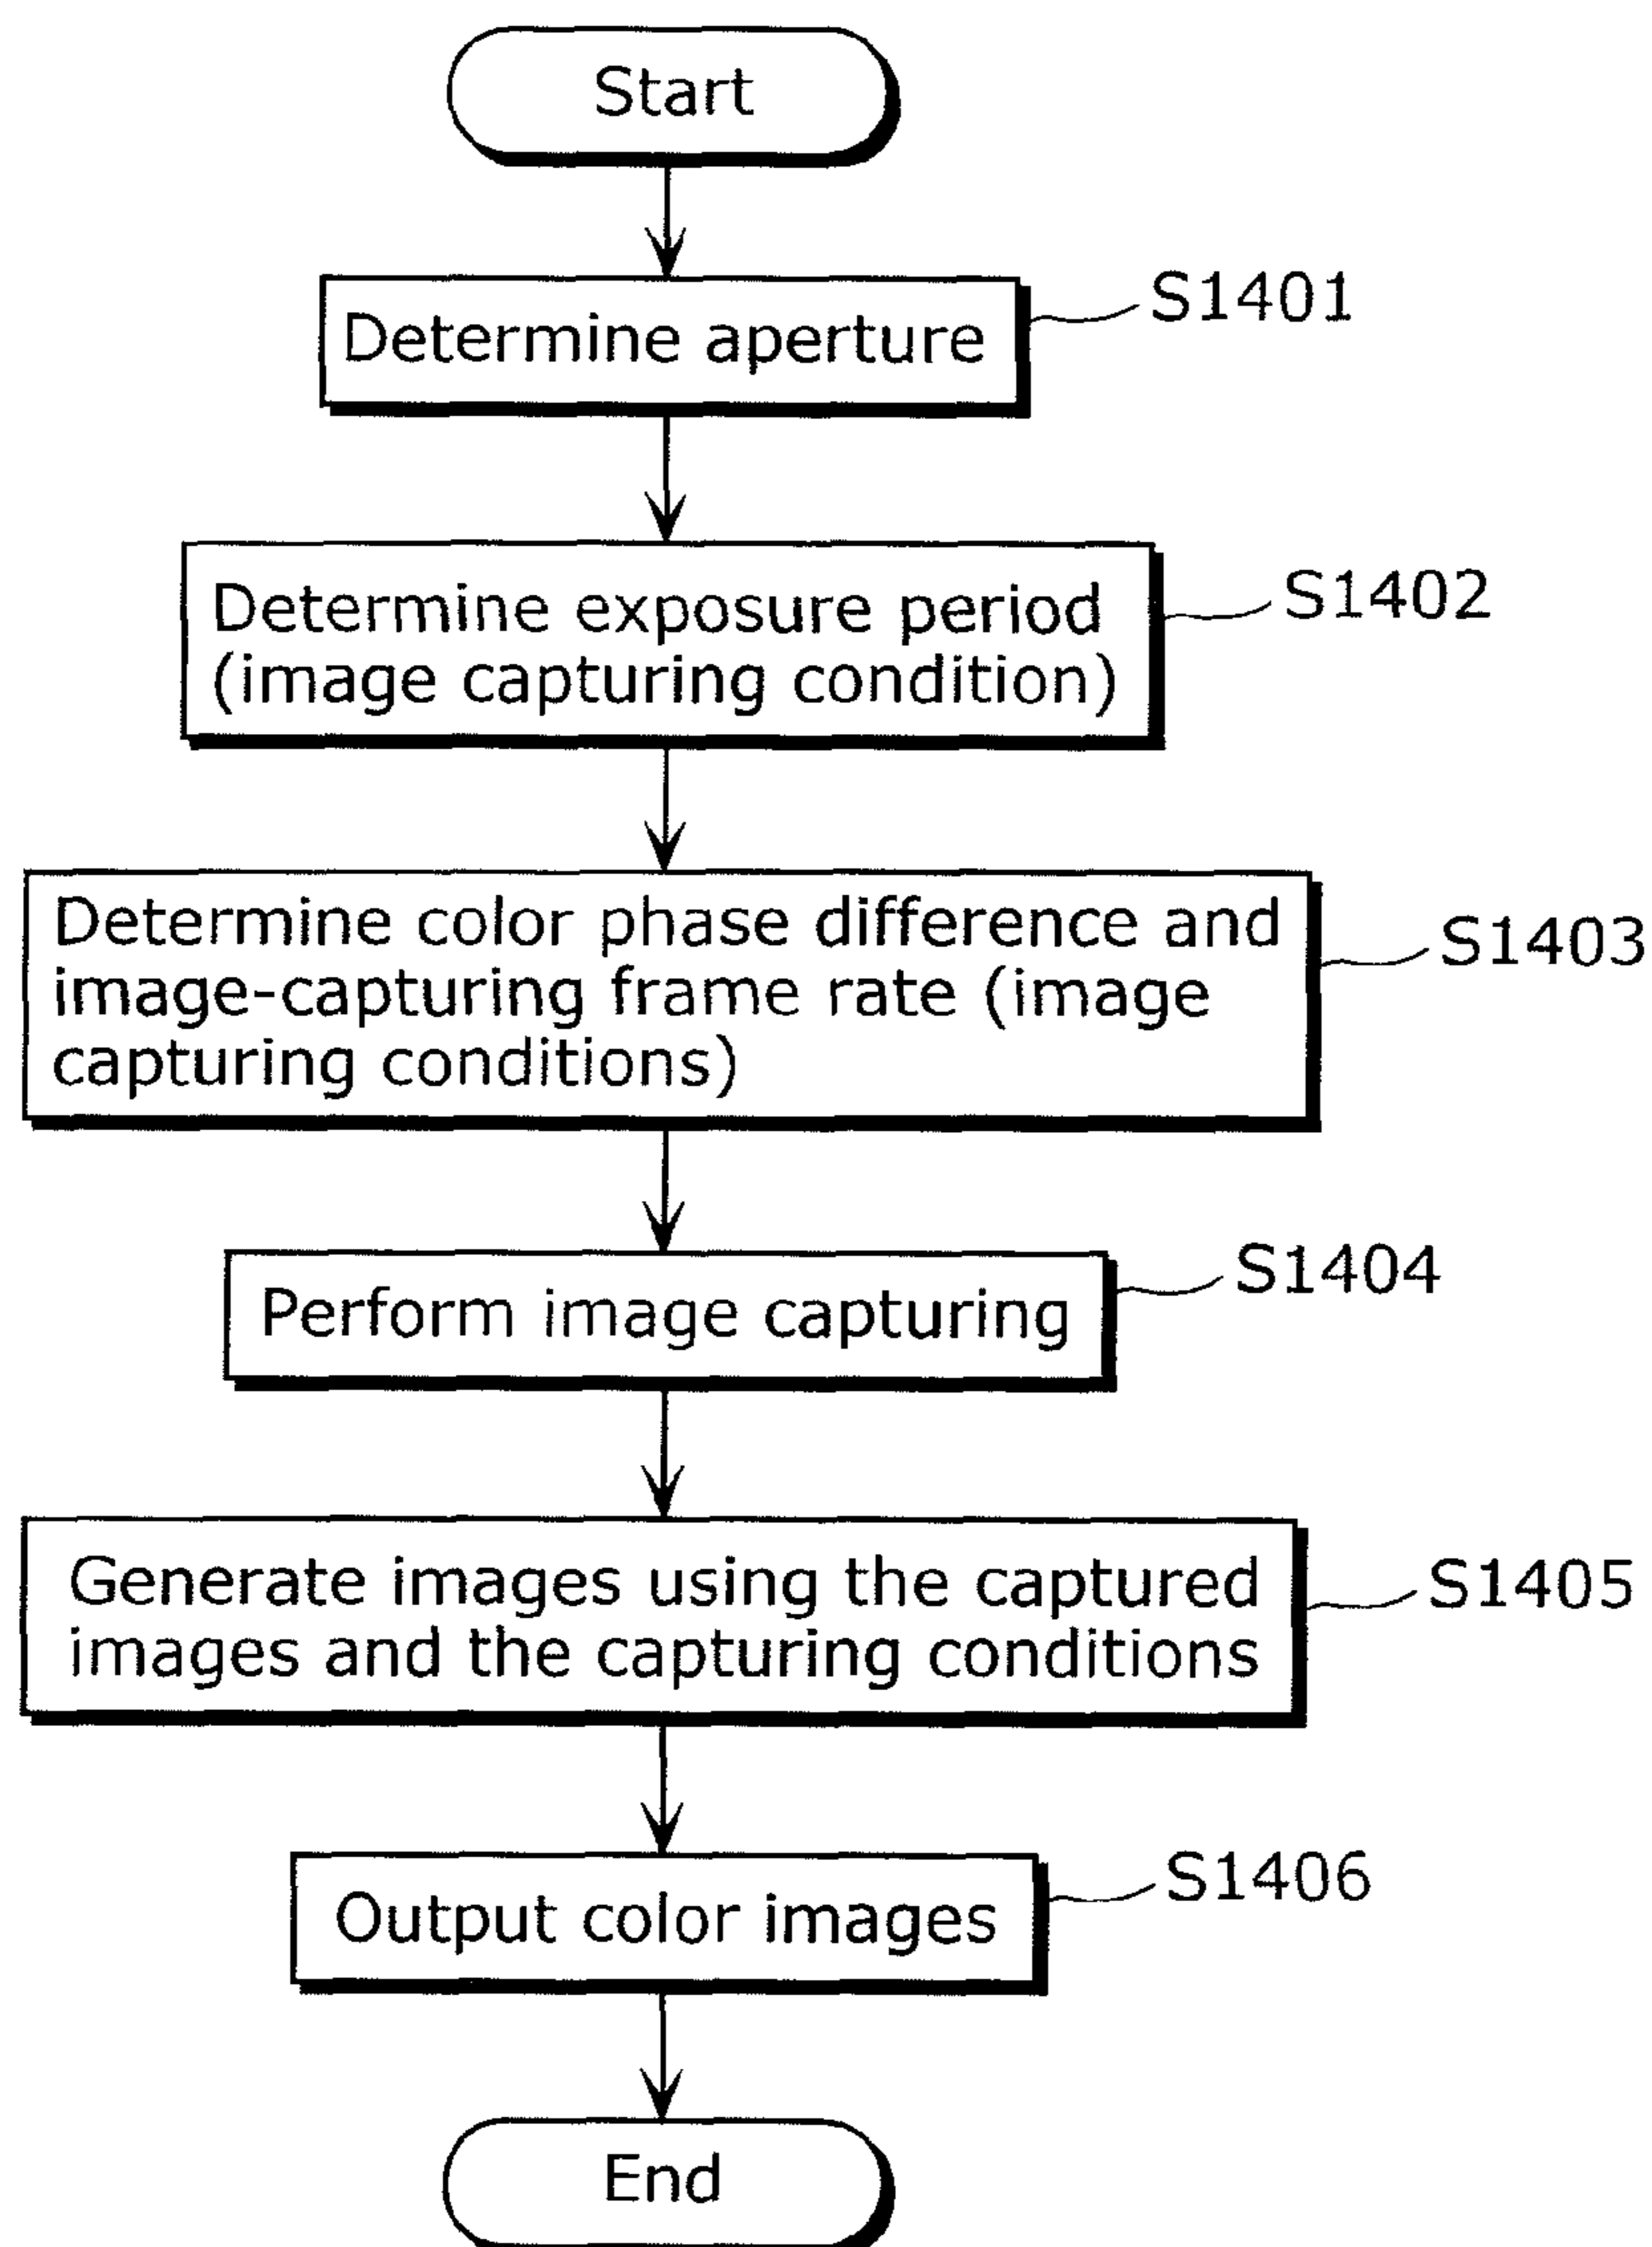 Start
Determine aperture
S1401
Determine exposure period
(image capturing condition)
S1402
Determine color phase difference and
image-capturing frame rate (image
capturing conditions)
S1403
Perform image capturing
S1404
Generate images using the captured
images and the capturing conditions
S1405
Output color images
S1406
End